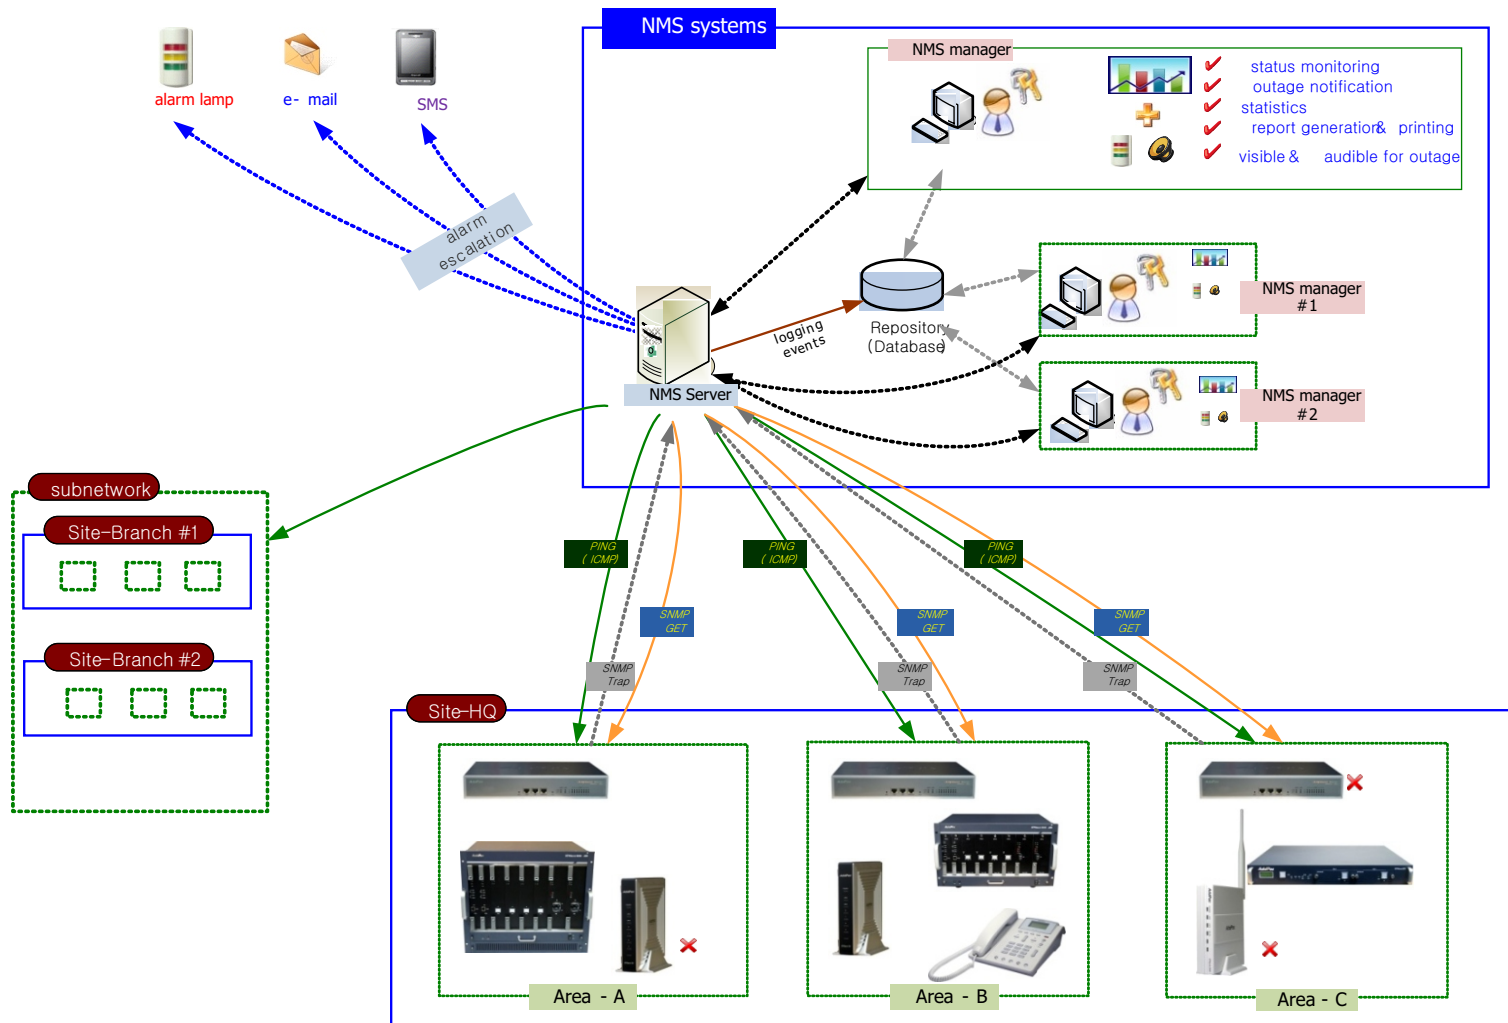 NMS systems
NMS manager
status monitoring
outage notification
statistics
report generation& printing
visible & audible for outage
alarm lamp
e- mail
SMS
alarm
escalation
NMS manager
#1
Repository
(Database)
logging
events
NMS Server
NMS manager
#2
subnetwork
Site-Branch #1
Site-Branch #2
PING
( ICMP)
PING
( ICMP)
PING
( ICMP)
SNMP
GET
SNMP
GET
SNMP
GET
SNMP
Trap
SNMP
Trap
SNMP
Trap
Site-HQ
Area - A
Area - B
Area - C